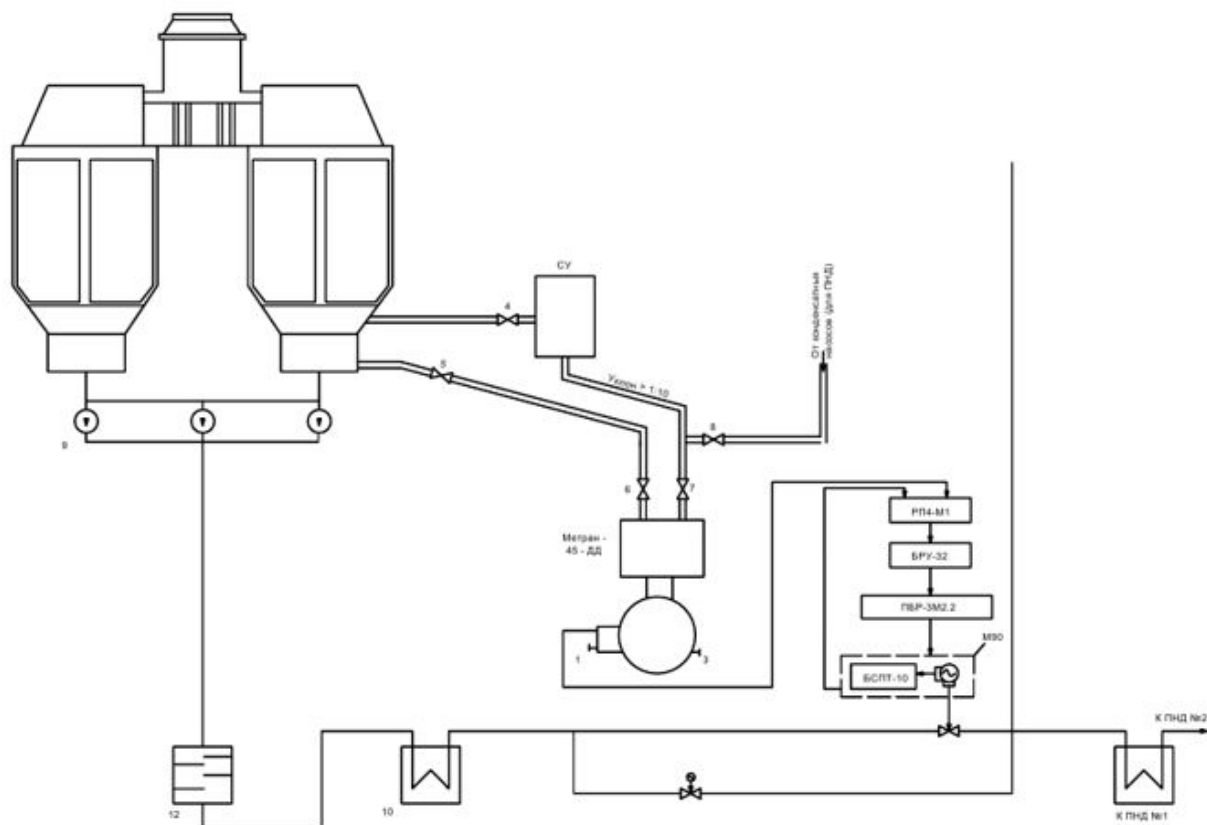 СУ
4
От конденсатных
насосов (для ПНД)
5
Уклон > 1:10
8
9
6
7
РП4-М1
Метран -
45 - ДД
БРУ-32
ПБР-3М2.2
М90
1
3
БСПТ-10
К ПНД №2
12
10
К ПНД №1